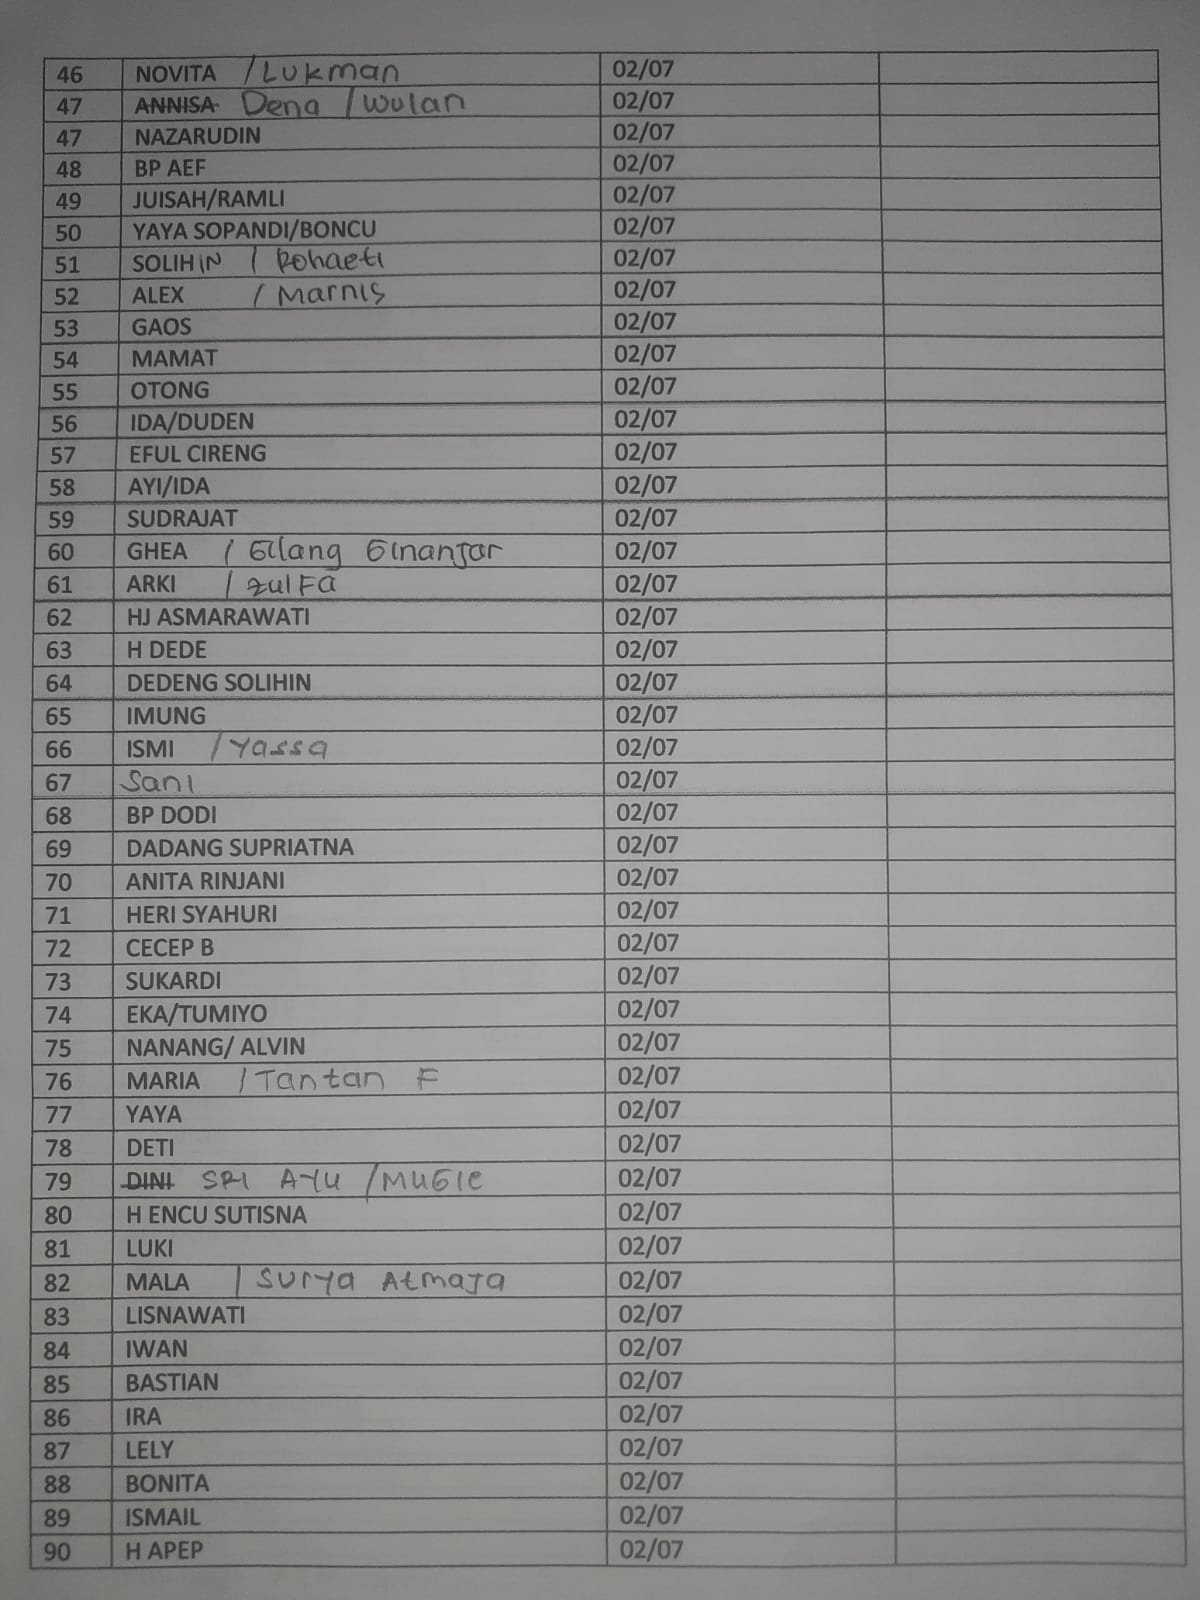 46 NOVITA / Lukman 02/07
47 ANNISA Dena / wulan 02/07
47 NAZARUDIN 02/07
48 BP AEF 02/07
49 JUISAH/RAMLI 02/07
50 YAYA SOPANDI/BONCU 02/07
51 SOLIHIN / Rohaeti 02/07
52 ALEX / Marnis 02/07
53 GAOS 02/07
54 MAMAT 02/07
55 OTONG 02/07
56 IDA/DUDEN 02/07
57 EFUL CIRENG 02/07
58 AYI/IDA 02/07
59 SUDRAJAT 02/07
60 GHEA / Gilang Ginanjar 02/07
61 ARKI / zulFa 02/07
62 HJ ASMARAWATI 02/07
63 H DEDE 02/07
64 DEDENG SOLIHIN 02/07
65 IMUNG 02/07
66 ISMI / Yassa 02/07
67 Sani 02/07
68 BP DODI 02/07
69 DADANG SUPRIATNA 02/07
70 ANITA RINJANI 02/07
71 HERI SYAHURI 02/07
72 CECEP B 02/07
73 SUKARDI 02/07
74 EKA/TUMIYO 02/07
75 NANANG/ ALVIN 02/07
76 MARIA / Tantan F 02/07
77 YAYA 02/07
78 DETI 02/07
79 DINI SRI AYU / MUGIE 02/07
80 H ENCU SUTISNA 02/07
81 LUKI 02/07
82 MALA / Surya Atmaja 02/07
83 LISNAWATI 02/07
84 IWAN 02/07
85 BASTIAN 02/07
86 IRA 02/07
87 LELY 02/07
88 BONITA 02/07
89 ISMAIL 02/07
90 H APEP 02/07